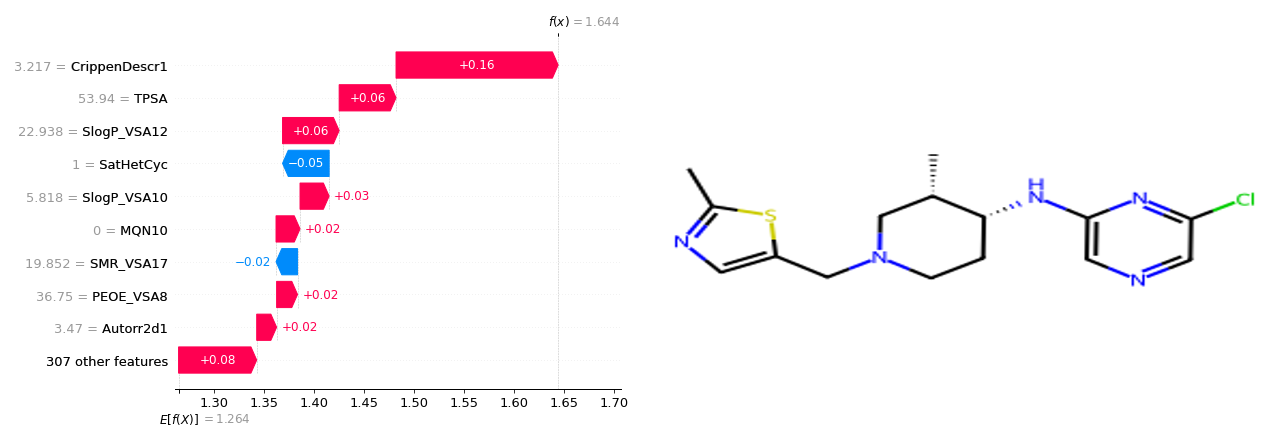 f(x) = 1.644
3.217 = CrippenDescr1
+0.16
53.94 = TPSA
+0.06
22.938 = SlogP_VSA12
+0.06
1 = SatHetCyc
−0.05
5.818 = SlogP_VSA10
+0.03
0 = MQN10
+0.02
19.852 = SMR_VSA17
−0.02
36.75 = PEOE_VSA8
+0.02
3.47 = Autorr2d1
+0.02
307 other features
+0.08
1.30 1.35 1.40 1.45 1.50 1.55 1.60 1.65 1.70
E[f(X)] = 1.264
H
N
N
Cl
S
N
N
N